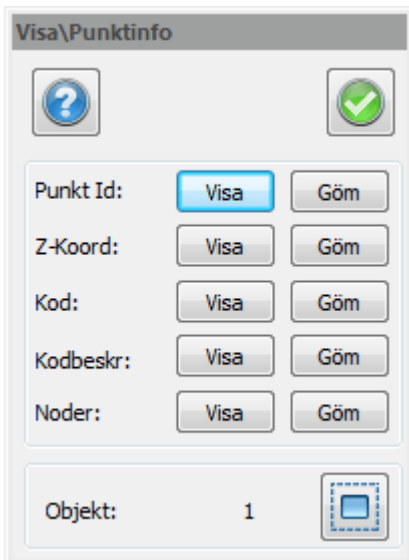 Visa\Punktinfo
Punkt Id: Visa Göm
Z-Koord: Visa Göm
Kod: Visa Göm
Kodbeskr: Visa Göm
Noder: Visa Göm
Objekt: 1